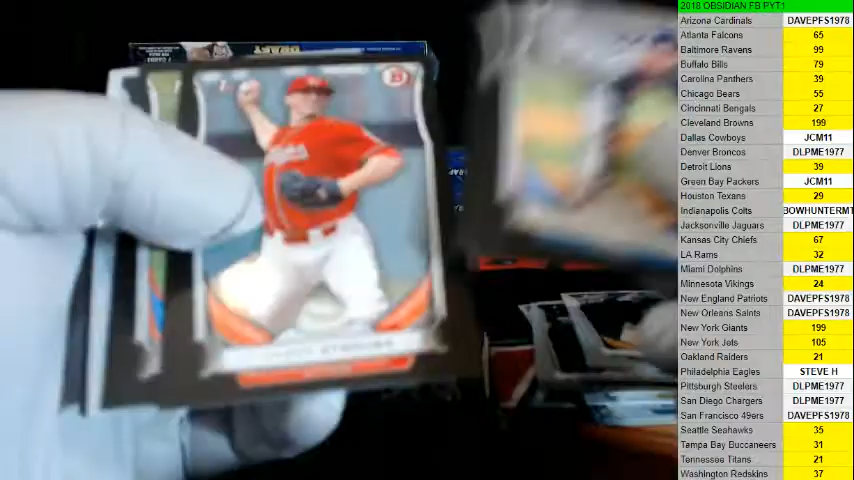 2018 OBSIDIAN FB PYT1
Arizona Cardinals DAVEPFS1978
Atlanta Falcons 65
Baltimore Ravens 99
Buffalo Bills 79
Carolina Panthers 39
Chicago Bears 55
Cincinnati Bengals 27
Cleveland Browns 199
Dallas Cowboys JCM11
Denver Broncos DLPME1977
Detroit Lions 39
Green Bay Packers JCM11
Houston Texans 29
Indianapolis Colts BOWHUNTERMT
Jacksonville Jaguars DLPME1977
Kansas City Chiefs 67
LA Rams 32
Miami Dolphins DLPME1977
Minnesota Vikings 24
New England Patriots DAVEPFS1978
New Orleans Saints DAVEPFS1978
New York Giants 199
New York Jets 105
Oakland Raiders 21
Philadelphia Eagles STEVE H
Pittsburgh Steelers DLPME1977
San Diego Chargers DLPME1977
San Francisco 49ers DAVEPFS1978
Seattle Seahawks 35
Tampa Bay Buccaneers 31
Tennessee Titans 21
Washington Redskins 37
DRAFT
B